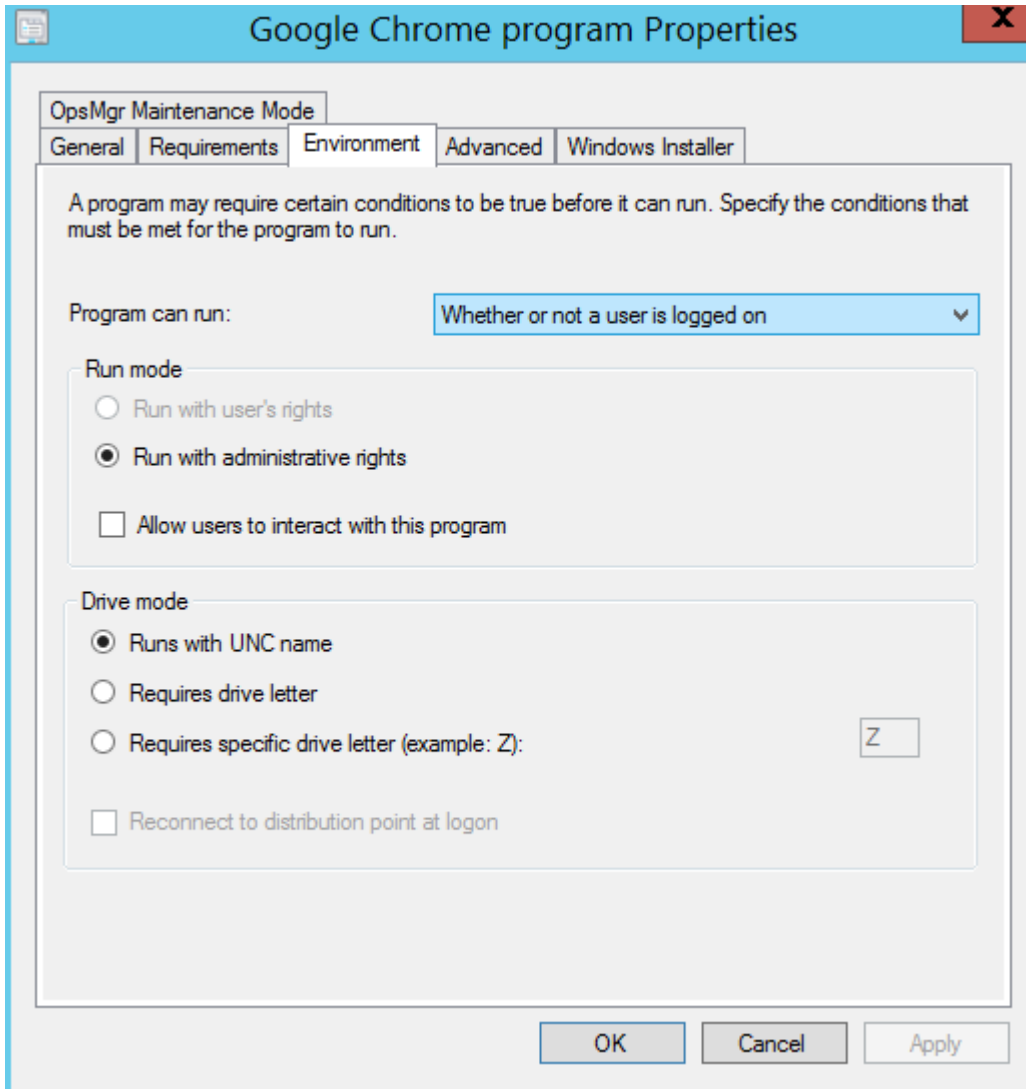 Google Chrome program Properties
X
OpsMgr Maintenance Mode
General Requirements Environment Advanced Windows Installer
A program may require certain conditions to be true before it can run. Specify the conditions that
must be met for the program to run.
Program can run: Whether or not a user is logged on
Run mode
Run with user's rights
Run with administrative rights
Allow users to interact with this program
Drive mode
Runs with UNC name
Requires drive letter
Requires specific drive letter (example: Z): Z
Reconnect to distribution point at logon
OK Cancel Apply